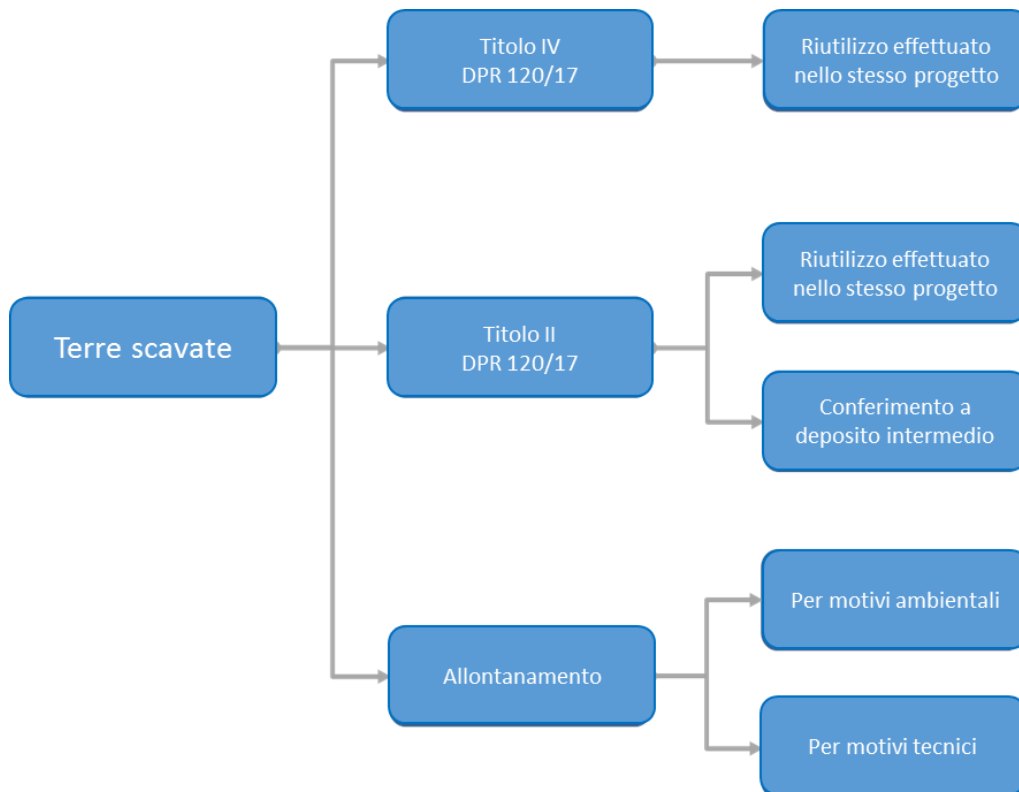 Titolo IV
DPR 120/17
Riutilizzo effettuato
nello stesso progetto
Terre scavate
Titolo II
DPR 120/17
Riutilizzo effettuato
nello stesso progetto
Conferimento a
deposito intermedio
Allontanamento
Per motivi ambientali
Per motivi tecnici